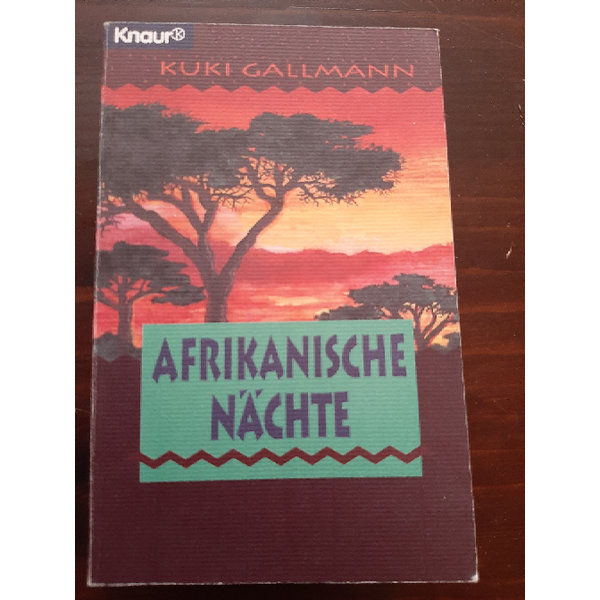 Knaur
KUKI GALLMANN
AFRIKANISCHE
NÄCHTE